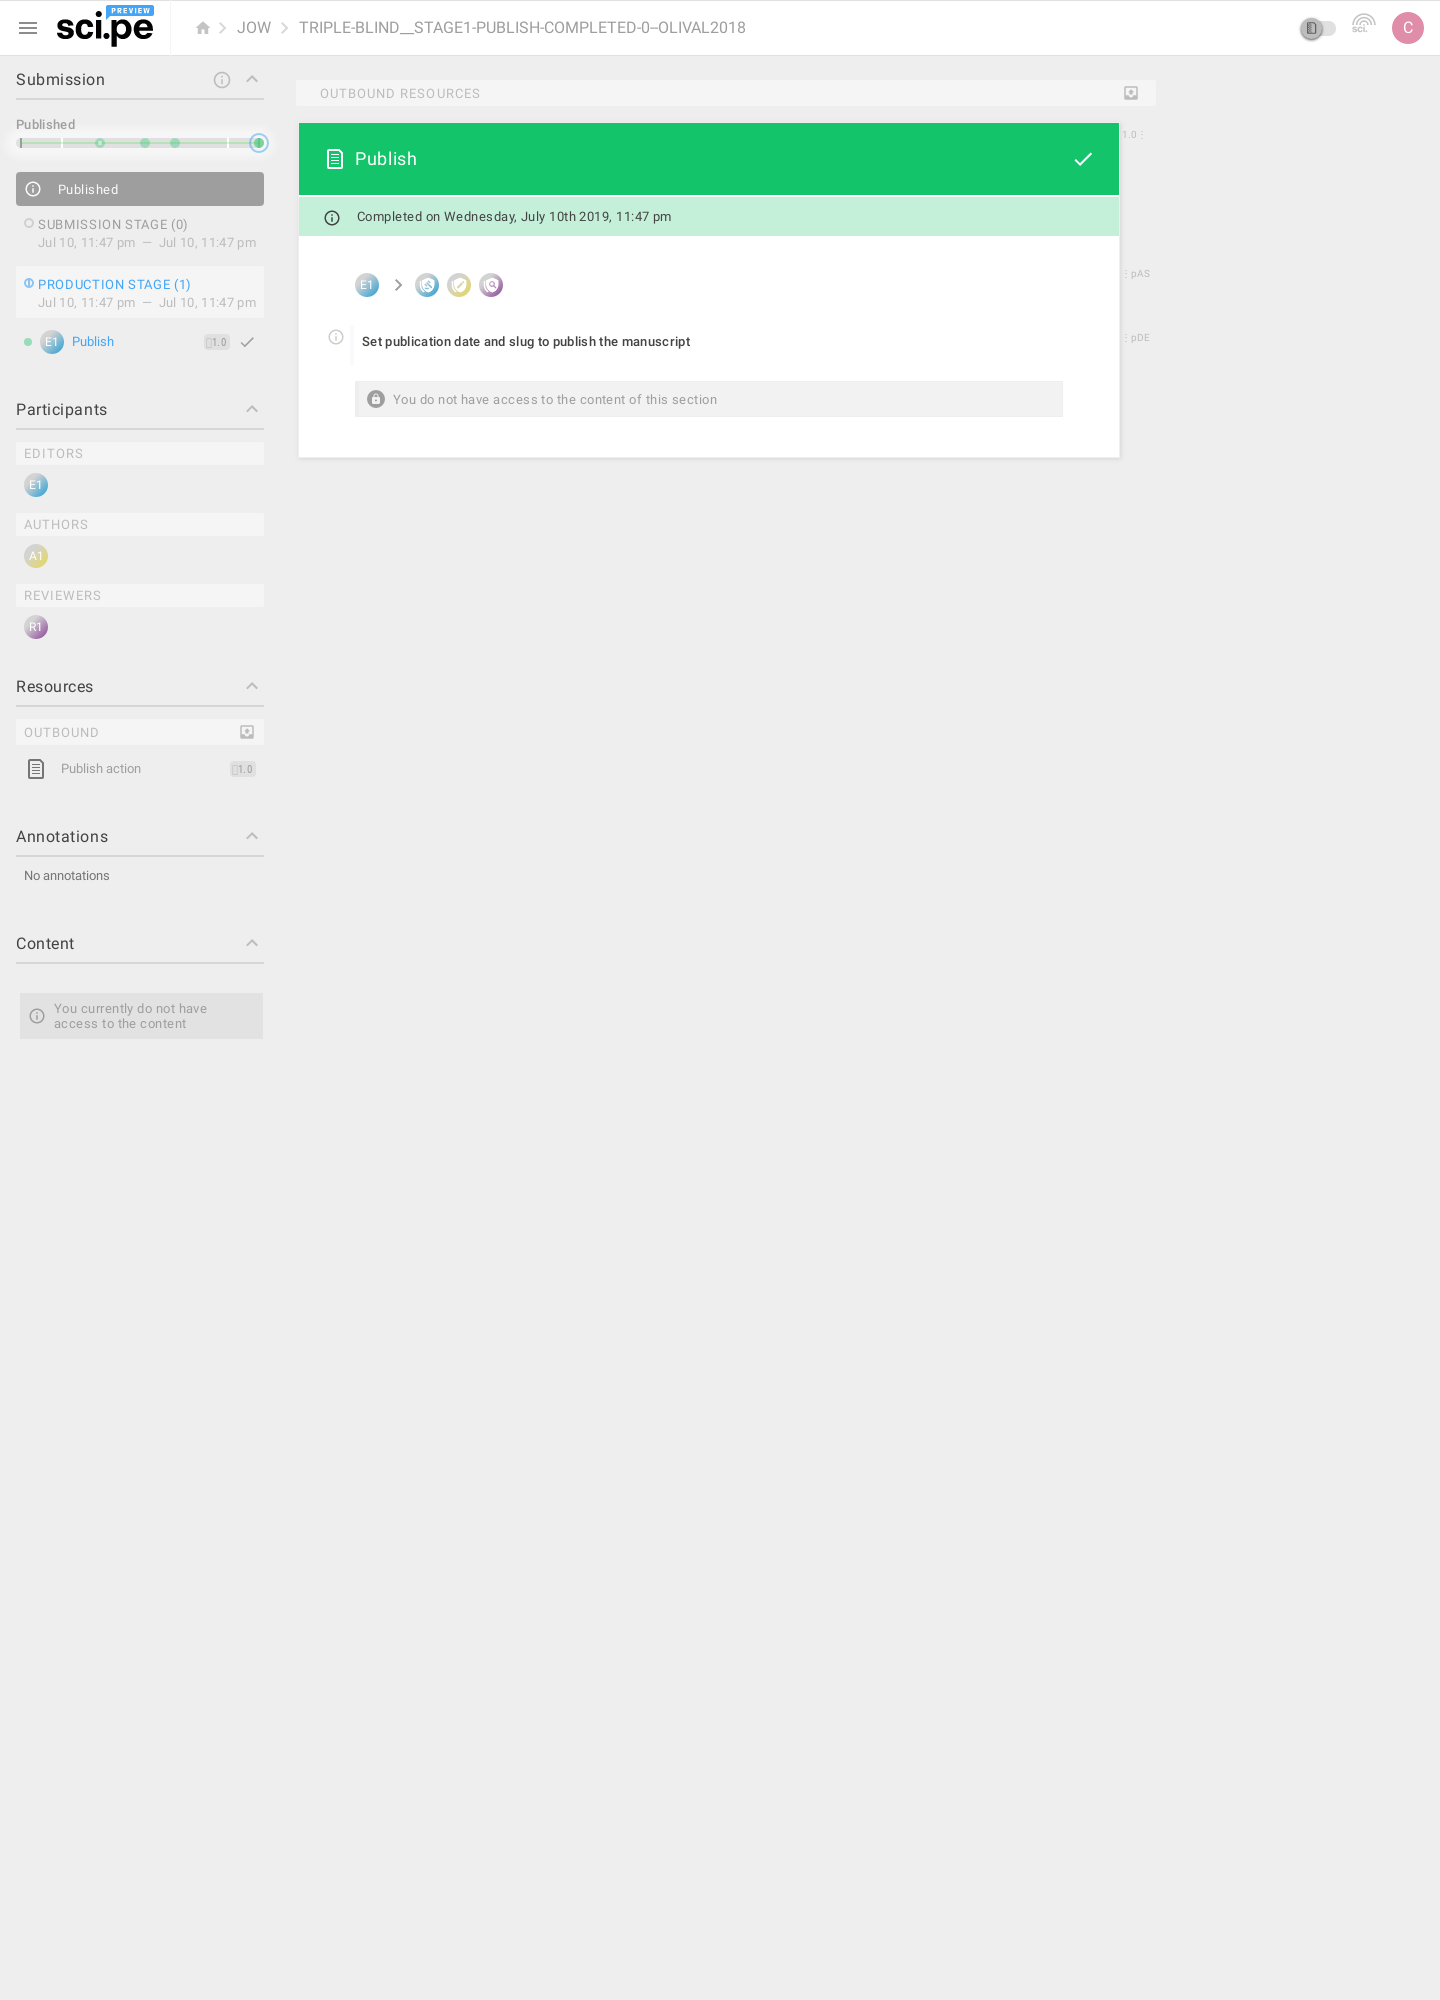 PREVIEW
sci.pe
JOW
TRIPLE-BLIND__STAGE1-PUBLISH-COMPLETED-0--OLIVAL2018
sci.
C
Submission
Published
Published
SUBMISSION STAGE (0)
Jul 10, 11:47 pm — Jul 10, 11:47 pm
PRODUCTION STAGE (1)
Jul 10, 11:47 pm — Jul 10, 11:47 pm
E1 Publish 1.0
Participants
EDITORS
E1
AUTHORS
A1
REVIEWERS
R1
Resources
OUTBOUND
Publish action 1.0
Annotations
No annotations
Content
You currently do not have
access to the content
OUTBOUND RESOURCES
1.0
Publish
Completed on Wednesday, July 10th 2019, 11:47 pm
E1
pAS
Set publication date and slug to publish the manuscript
pDE
You do not have access to the content of this section